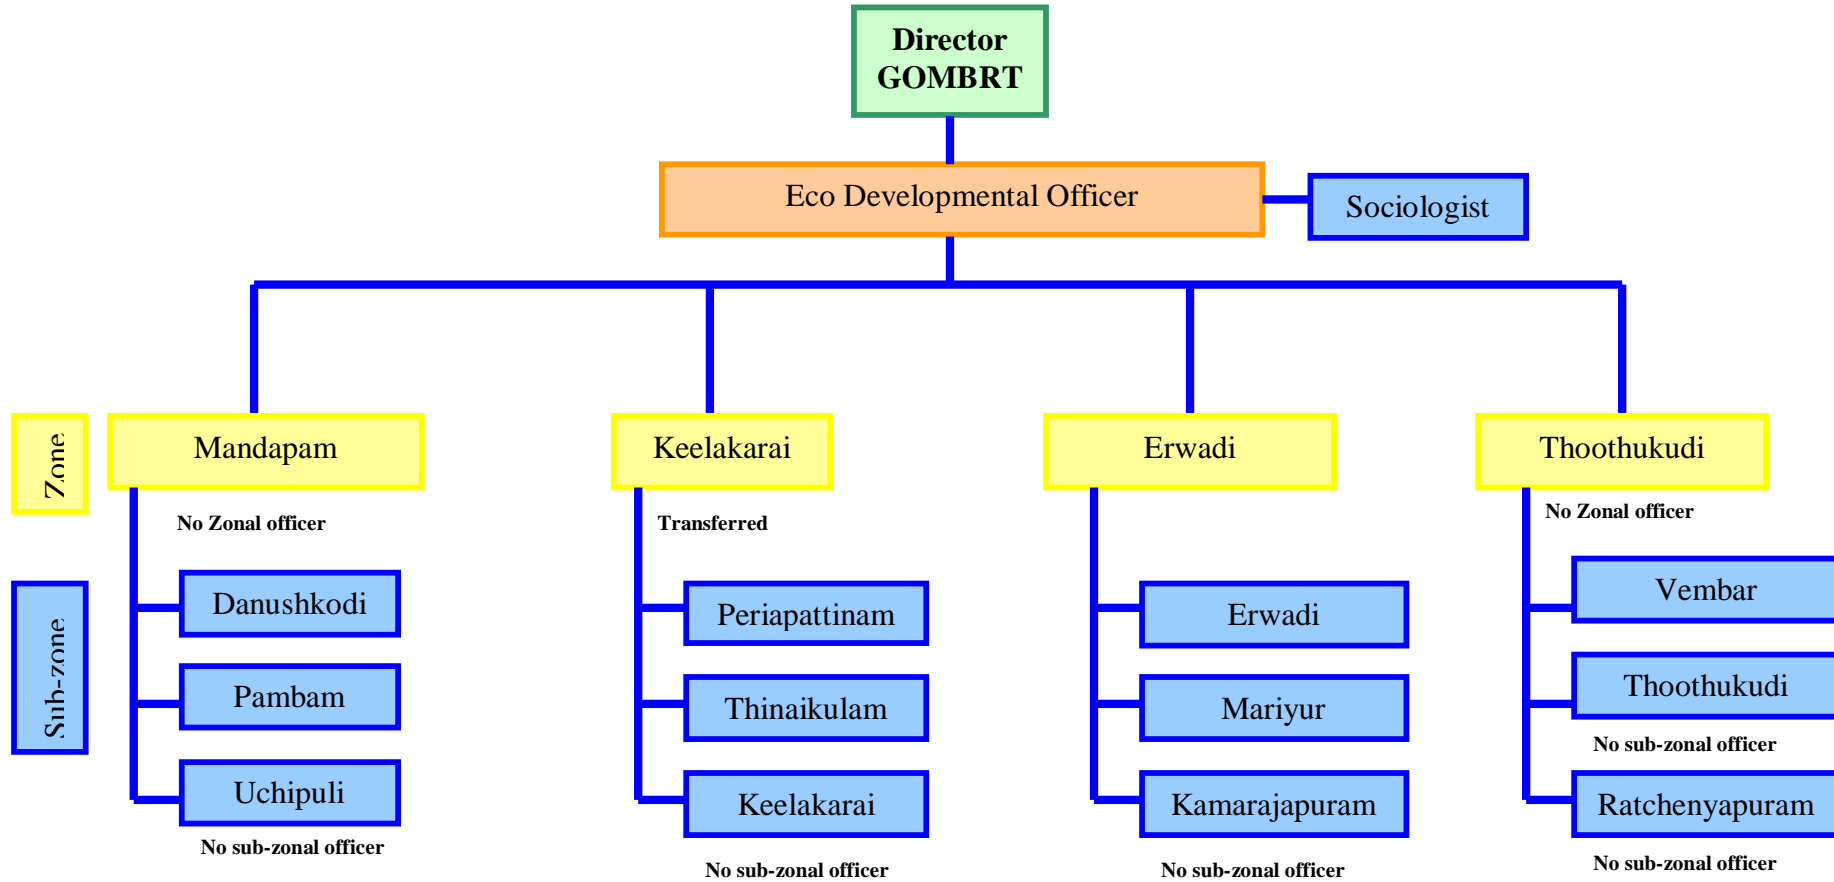 Director
GOMBRT
Eco Developmental Officer
Sociologist
Zone
Mandapam
Keelakarai
Erwadi
Thoothukudi
No Zonal officer
Transferred
No Zonal officer
Sub-zone
Danushkodi
Periapattinam
Erwadi
Vembar
Pambam
Thinaikulam
Mariyur
Thoothukudi
No sub-zonal officer
Uchipuli
Keelakarai
Kamarajapuram
Ratchenyapuram
No sub-zonal officer
No sub-zonal officer
No sub-zonal officer
No sub-zonal officer